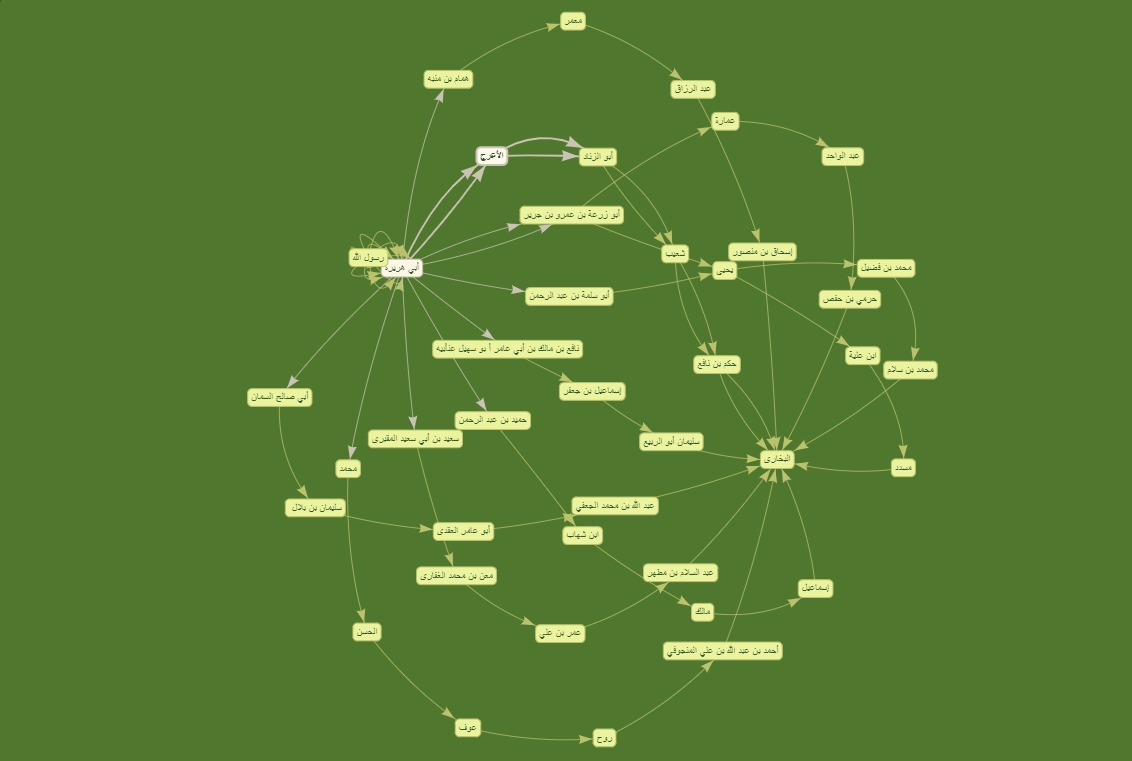 معمر
همام بن منبه
عبد الرزاق
عمارة
الأعرج
أبو الزناد
عبد الواحد
أبو زرعة بن عمرو بن جرير
شعيب
إسحاق بن منصور
رسول الله
أبي هريرة
يحيى
محمد بن فضيل
أبو سلمة بن عبد الرحمن
حرمي بن حفص
نافع بن مالك بن أبي عامر أبو سهيل عنأبيه
ابن علية
حكم بن نافع
محمد بن سلام
إسماعيل بن جعفر
أبي صالح السمان
حميد بن عبد الرحمن
سعيد بن أبي سعيد المقبرى
سليمان أبو الربيع
البخارى
محمد
مسدد
سليمان بن بلال
عبد الله بن محمد الجعفي
أبو عامر العقدى
ابن شهاب
معن بن محمد الغفارى
عبد السلام بن مطهر
إسماعيل
مالك
الحسن
عمر بن علي
أحمد بن عبد الله بن علي المنجوفي
عوف
روح